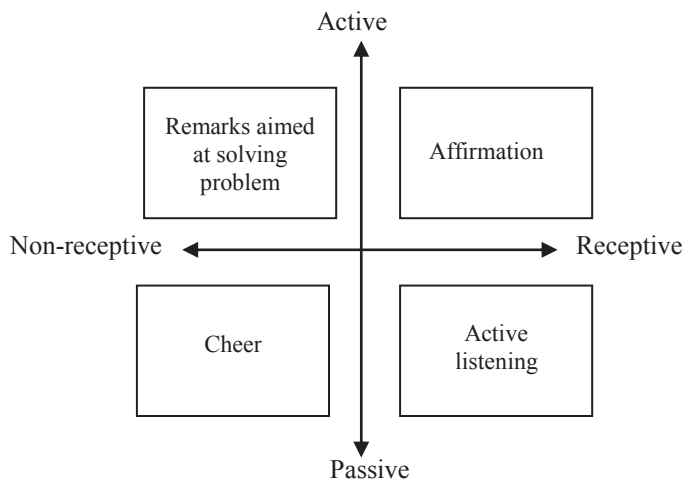 Active
Remarks aimed
at solving
problem
Affirmation
Non-receptive
Receptive
Cheer
Active
listening
Passive